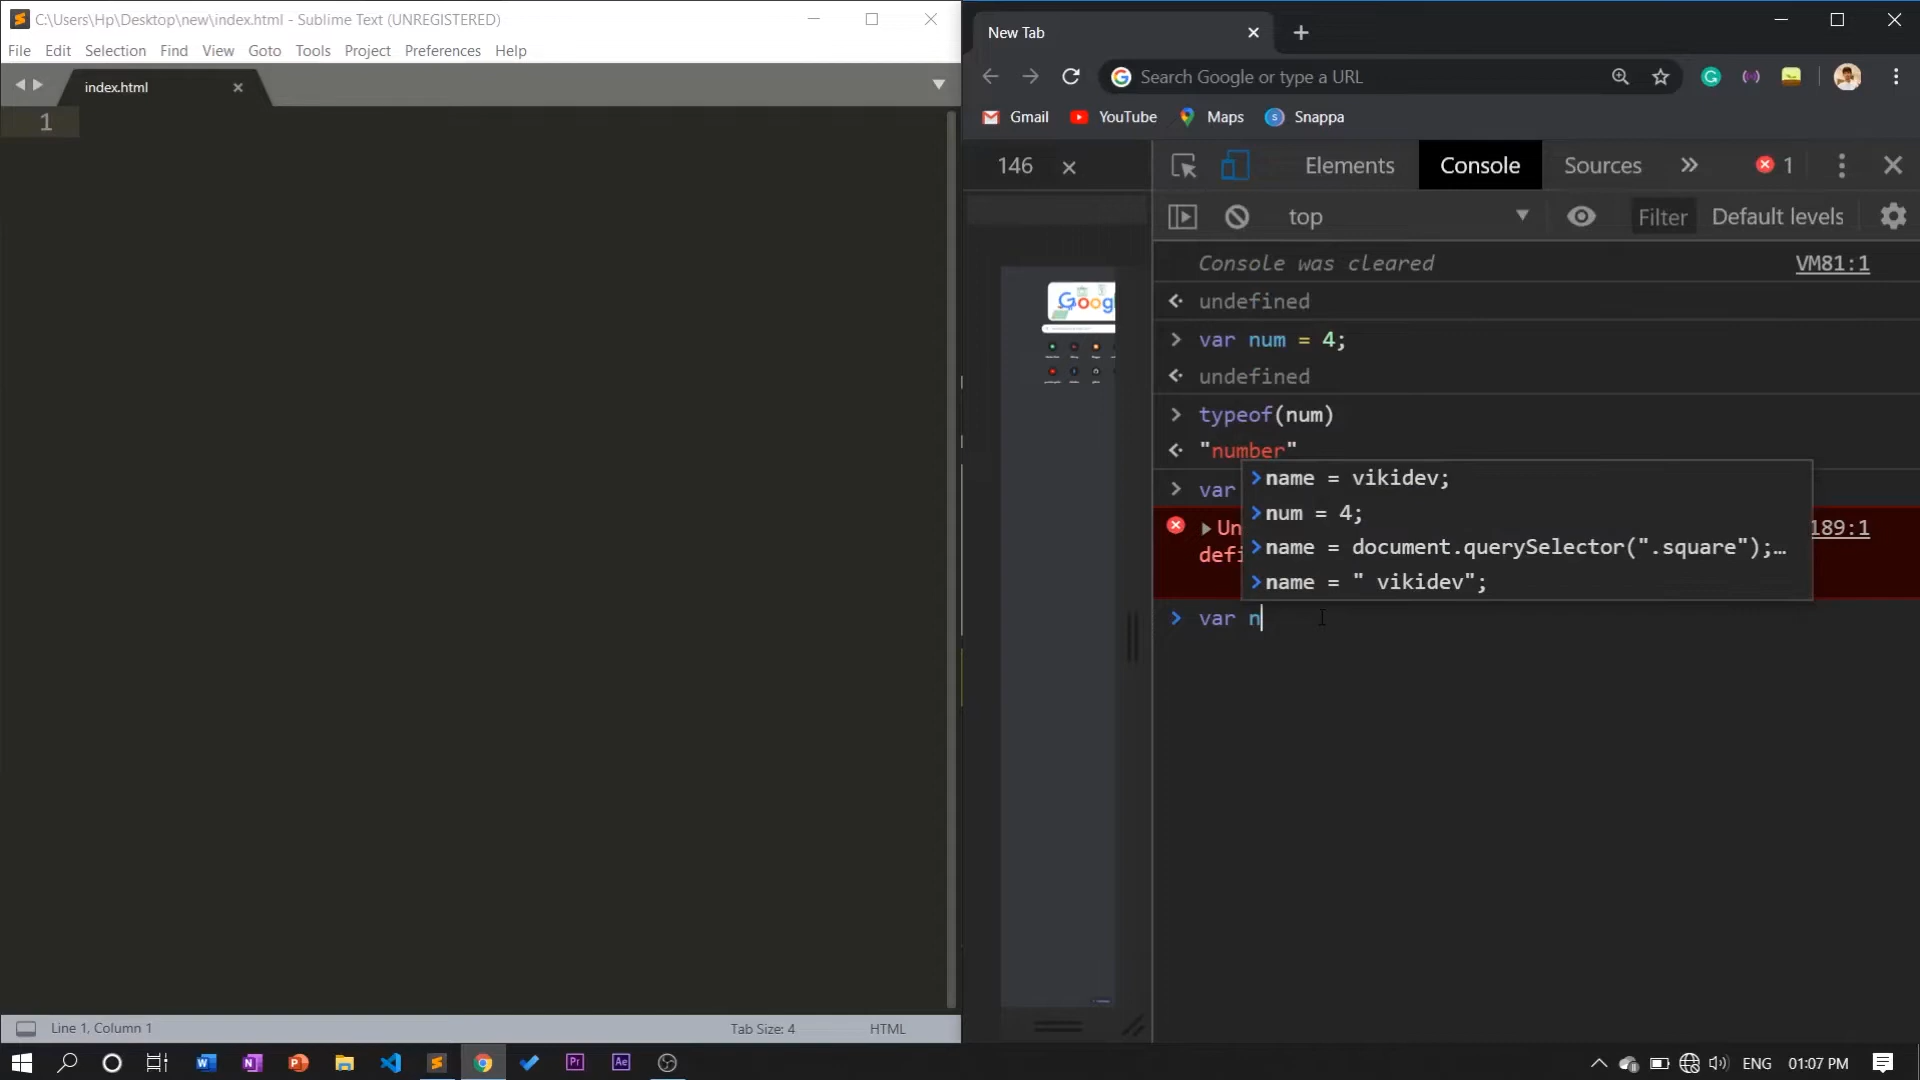 C:\Users\Hp\Desktop\new\index.html - Sublime Text (UNREGISTERED)
File Edit Selection Find View Goto Tools Project Preferences Help
index.html
1
Line 1, Column 1
Tab Size: 4
HTML
New Tab
Search Google or type a URL
Gmail YouTube Maps Snappa
146
Elements Console Sources
1
top
Filter
Default levels
Console was cleared VM81:1
undefined
var num = 4;
undefined
typeof(num)
"number"
var
name = vikidev;
num = 4;
name = document.querySelector(".square");…
name = " vikidev";
Un
189:1
defi
var n
ENG
01:07 PM